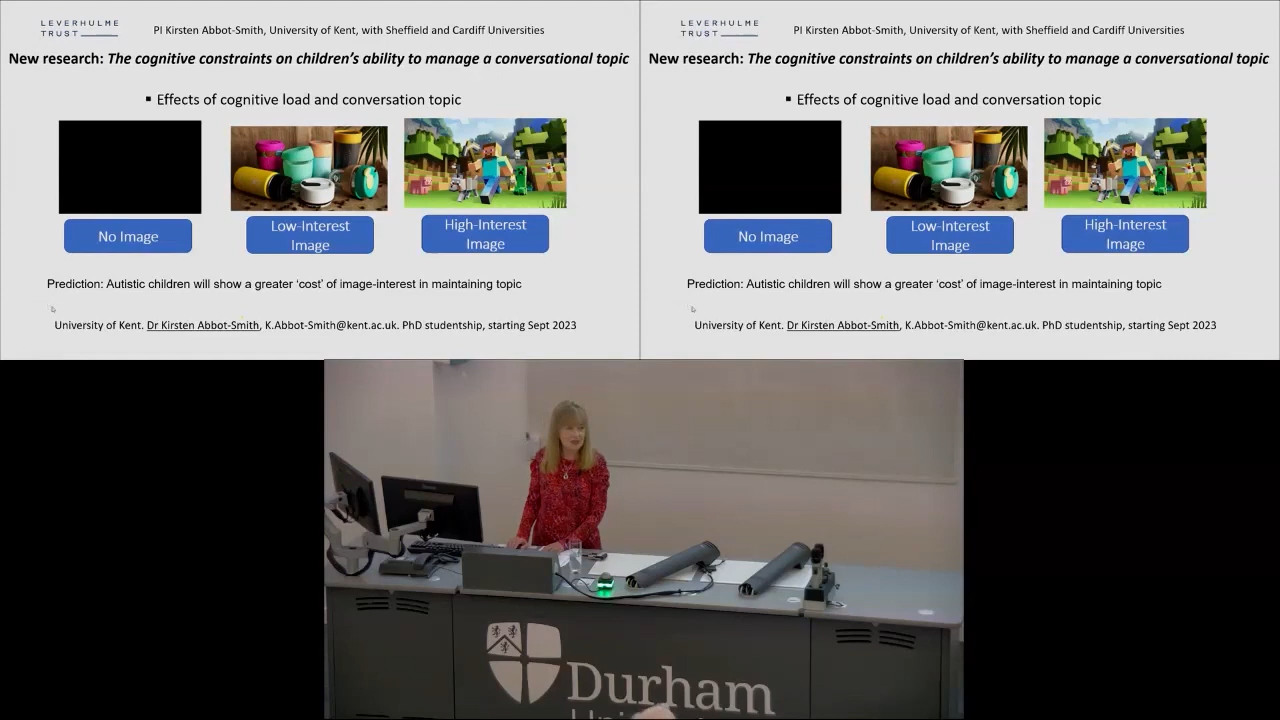 LEVERHULME
TRUST
PI Kirsten Abbot-Smith, University of Kent, with Sheffield and Cardiff Universities
New research: The cognitive constraints on children’s ability to manage a conversational topic
▪ Effects of cognitive load and conversation topic
No Image
Low-Interest
Image
High-Interest
Image
Prediction: Autistic children will show a greater ‘cost’ of image-interest in maintaining topic
University of Kent. Dr Kirsten Abbot-Smith, K.Abbot-Smith@kent.ac.uk. PhD studentship, starting Sept 2023
LEVERHULME
TRUST
PI Kirsten Abbot-Smith, University of Kent, with Sheffield and Cardiff Universities
New research: The cognitive constraints on children’s ability to manage a conversational topic
▪ Effects of cognitive load and conversation topic
No Image
Low-Interest
Image
High-Interest
Image
Prediction: Autistic children will show a greater ‘cost’ of image-interest in maintaining topic
University of Kent. Dr Kirsten Abbot-Smith, K.Abbot-Smith@kent.ac.uk. PhD studentship, starting Sept 2023
Durham